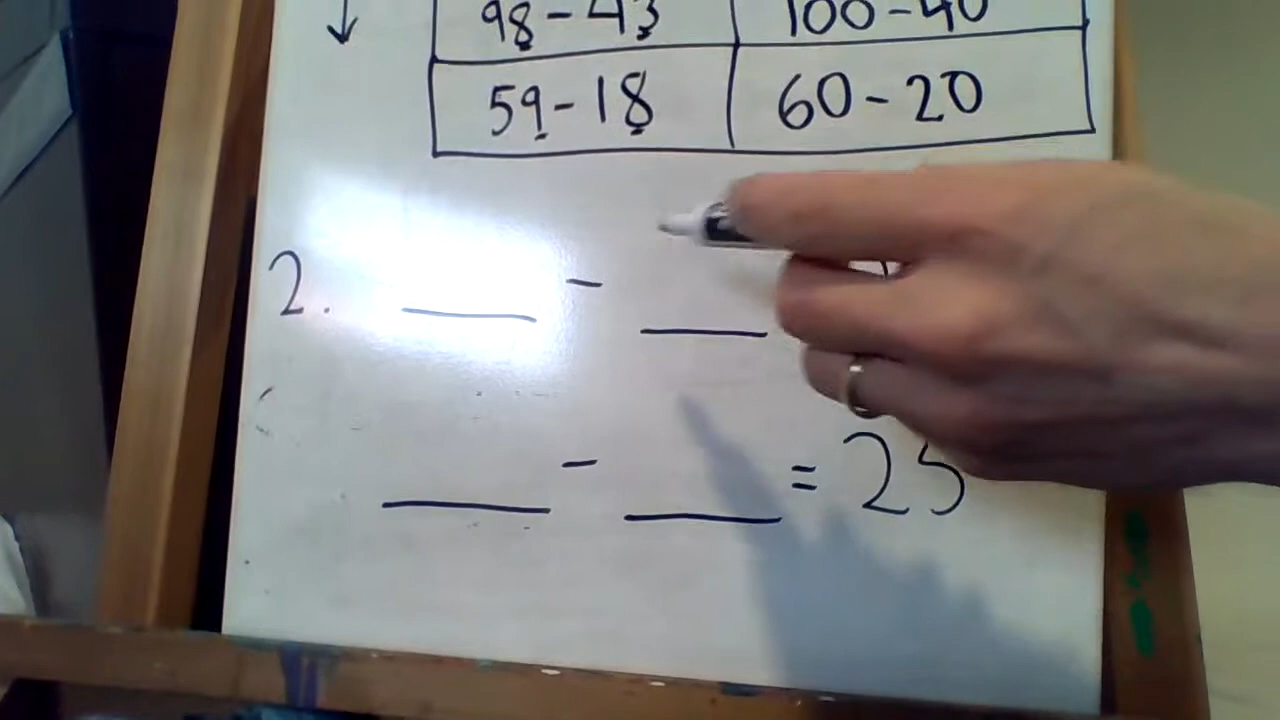 98-43 100-40
59-18 60-20
2. ___ - ___
___ - ___ = 25